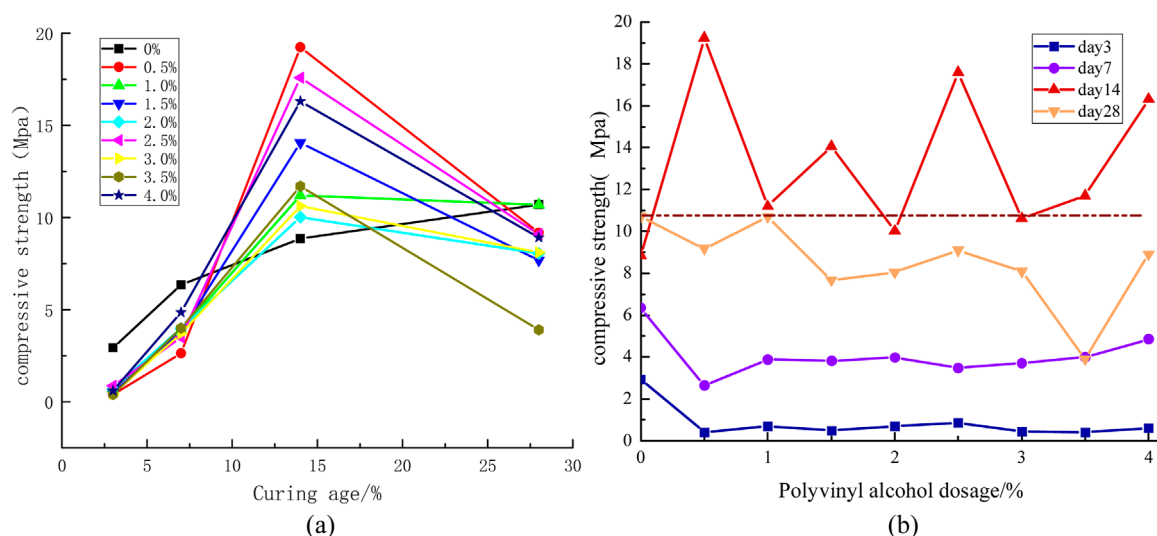 20
15
10
5
0
compressive strength (Mpa)
0%
0.5%
1.0%
1.5%
2.0%
2.5%
3.0%
3.5%
4.0%
0 5 10 15 20 25 30
Curing age/%
(a)
20
18
16
14
12
10
8
6
4
2
0
compressive strength( Mpa)
day3
day7
day14
day28
0 1 2 3 4
Polyvinyl alcohol dosage/%
(b)